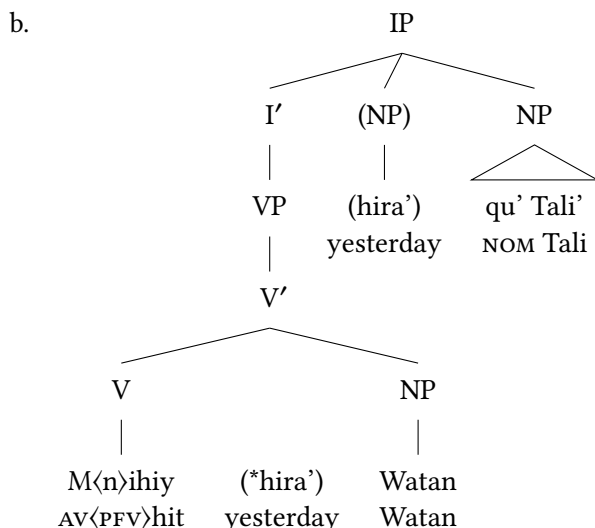 b.
IP
I′ (NP) NP
VP (hira’) qu’ Tali’
yesterday NOM Tali
V′
V NP
M⟨n⟩ihiy (*hira’) Watan
AV⟨PFV⟩hit yesterday Watan